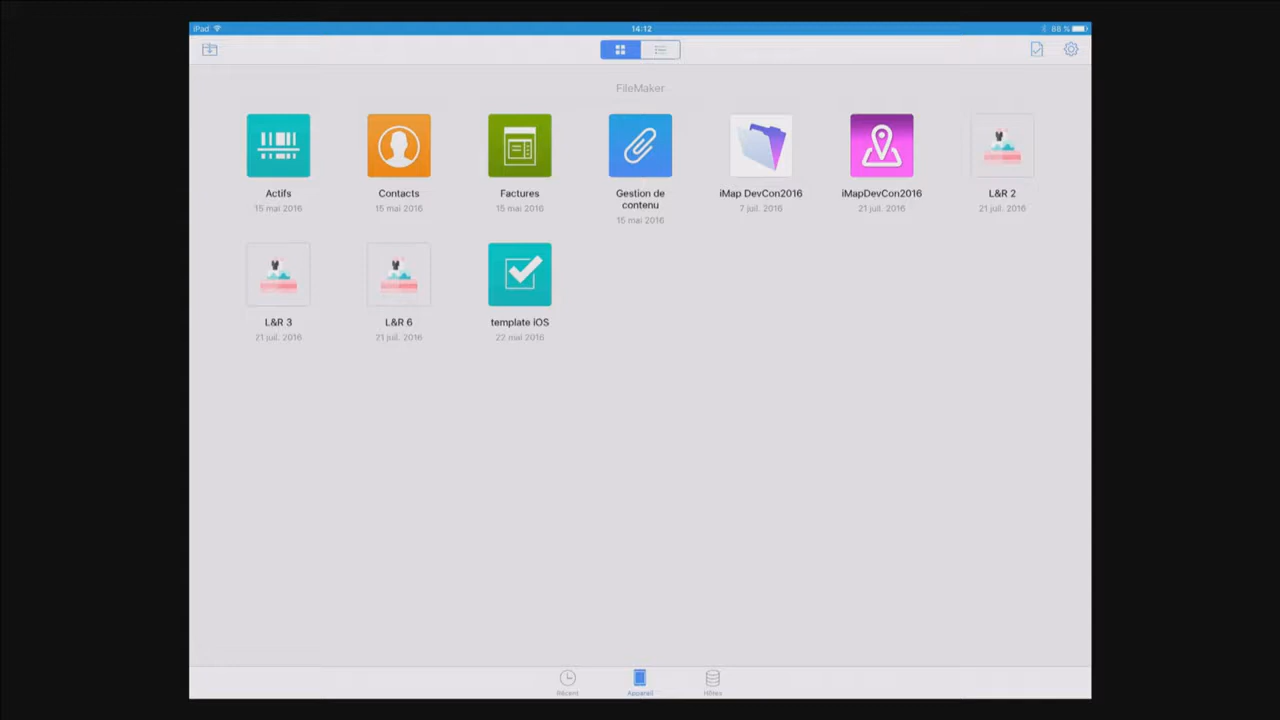 iPad 14:12 88 %
FileMaker
Actifs
15 mai 2016
Contacts
15 mai 2016
Factures
15 mai 2016
Gestion de
contenu
15 mai 2016
iMap DevCon2016
7 juil. 2016
iMapDevCon2016
21 juil. 2016
L&R 2
21 juil. 2016
L&R 3
21 juil. 2016
L&R 6
21 juil. 2016
template iOS
22 mai 2016
Récent
Appareil
Hôtes